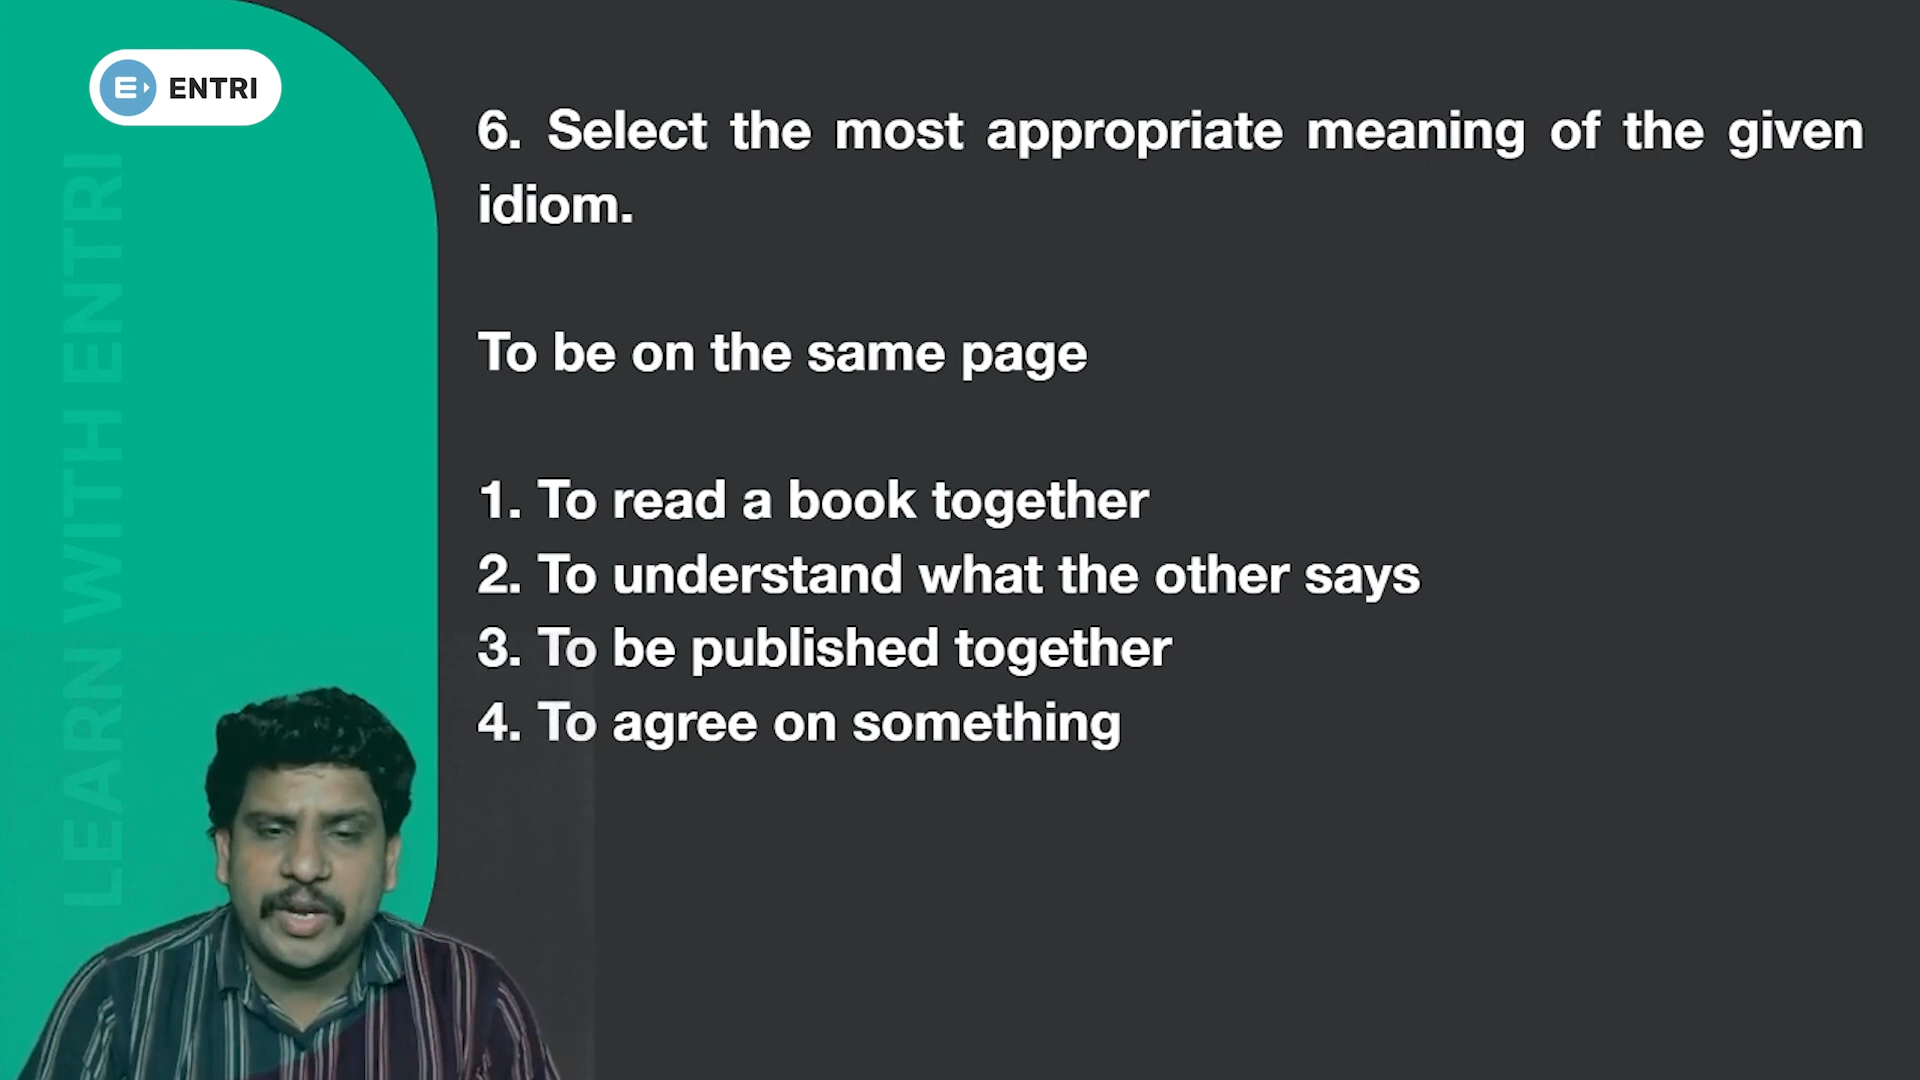 ENTRI
LEARN WITH ENTRI
6. Select the most appropriate meaning of the given
idiom.
To be on the same page
1. To read a book together
2. To understand what the other says
3. To be published together
4. To agree on something